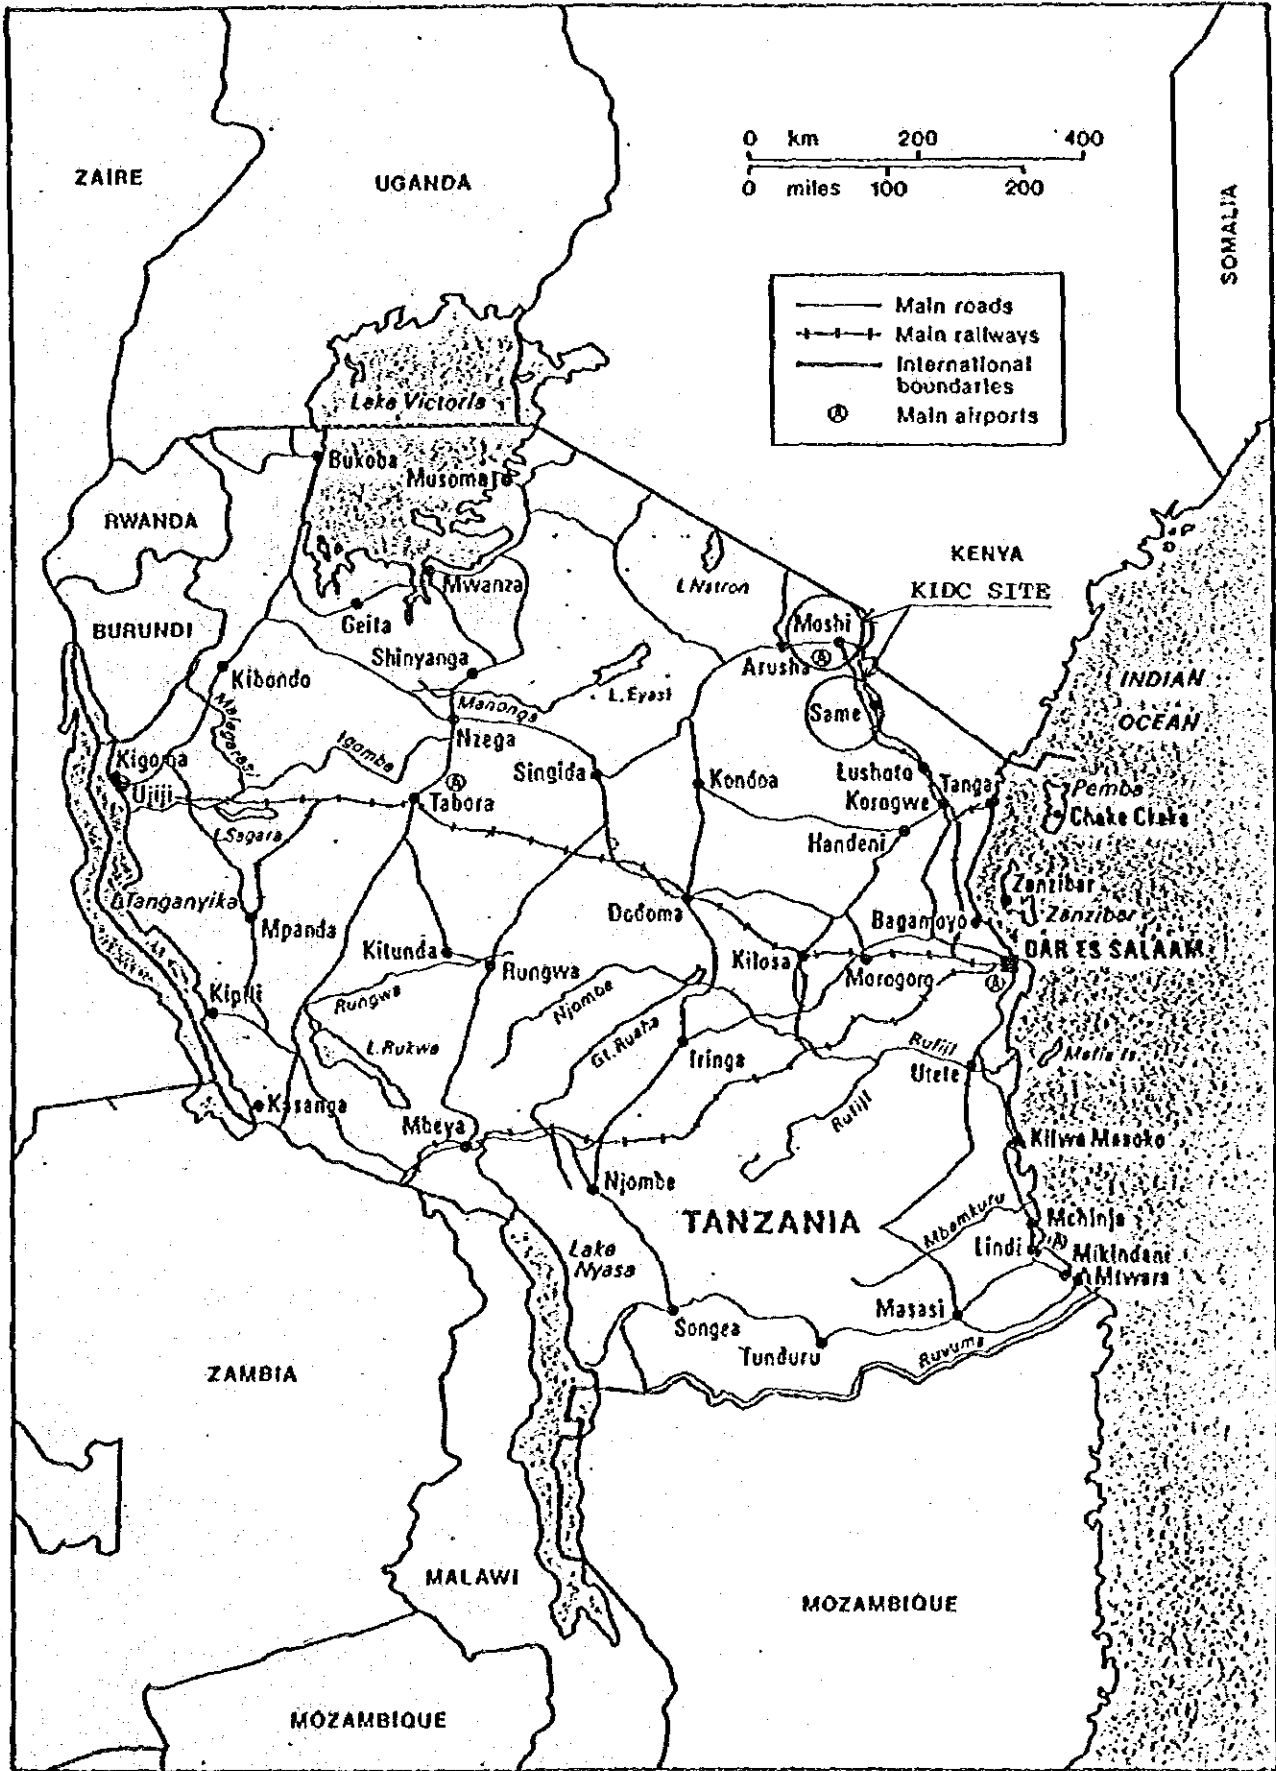 0 km 200 400
0 miles 100 200
ZAIRE
UGANDA
SOMALIA
Main roads
Main railways
International
boundaries
Ⓐ Main airports
Lake Victoria
Bukoba
Musoma
RWANDA
KENYA
KIDC SITE
Mwanza
L.Natron
Geita
Moshi
BURUNDI
Arusha
Ⓐ
Shinyanga
Kibondo
L.Eyasi
INDIAN
OCEAN
Manonga
Same
Malagarasi
Nzega
Igombe
Kigoma
Ujiji
Singida
Kondoa
Lushoto
Tanga
Pemba
Ⓐ
Tabora
Korogwe
Chake Chake
L.Sagara
Handeni
Zanzibar
Zanzibar
L.Tanganyika
Mpanda
Dodoma
Bagamoyo
Kitunda
Rungwa
Kilosa
Morogoro
DAR ES SALAAM
Ⓐ
Kipili
Rungwa
Njombe
Gt.Ruaha
L.Rukwa
Iringa
Rufiji
Mafia Is.
Utete
Kasanga
Rufiji
Mbeya
Kilwa Masoko
Njombe
TANZANIA
Mbemkuru
Mchinja
Lake
Nyasa
Lindi
Ⓐ
Mikindani
Mtwara
Masasi
Songea
Tunduru
Ruvuma
ZAMBIA
MALAWI
MOZAMBIQUE
MOZAMBIQUE